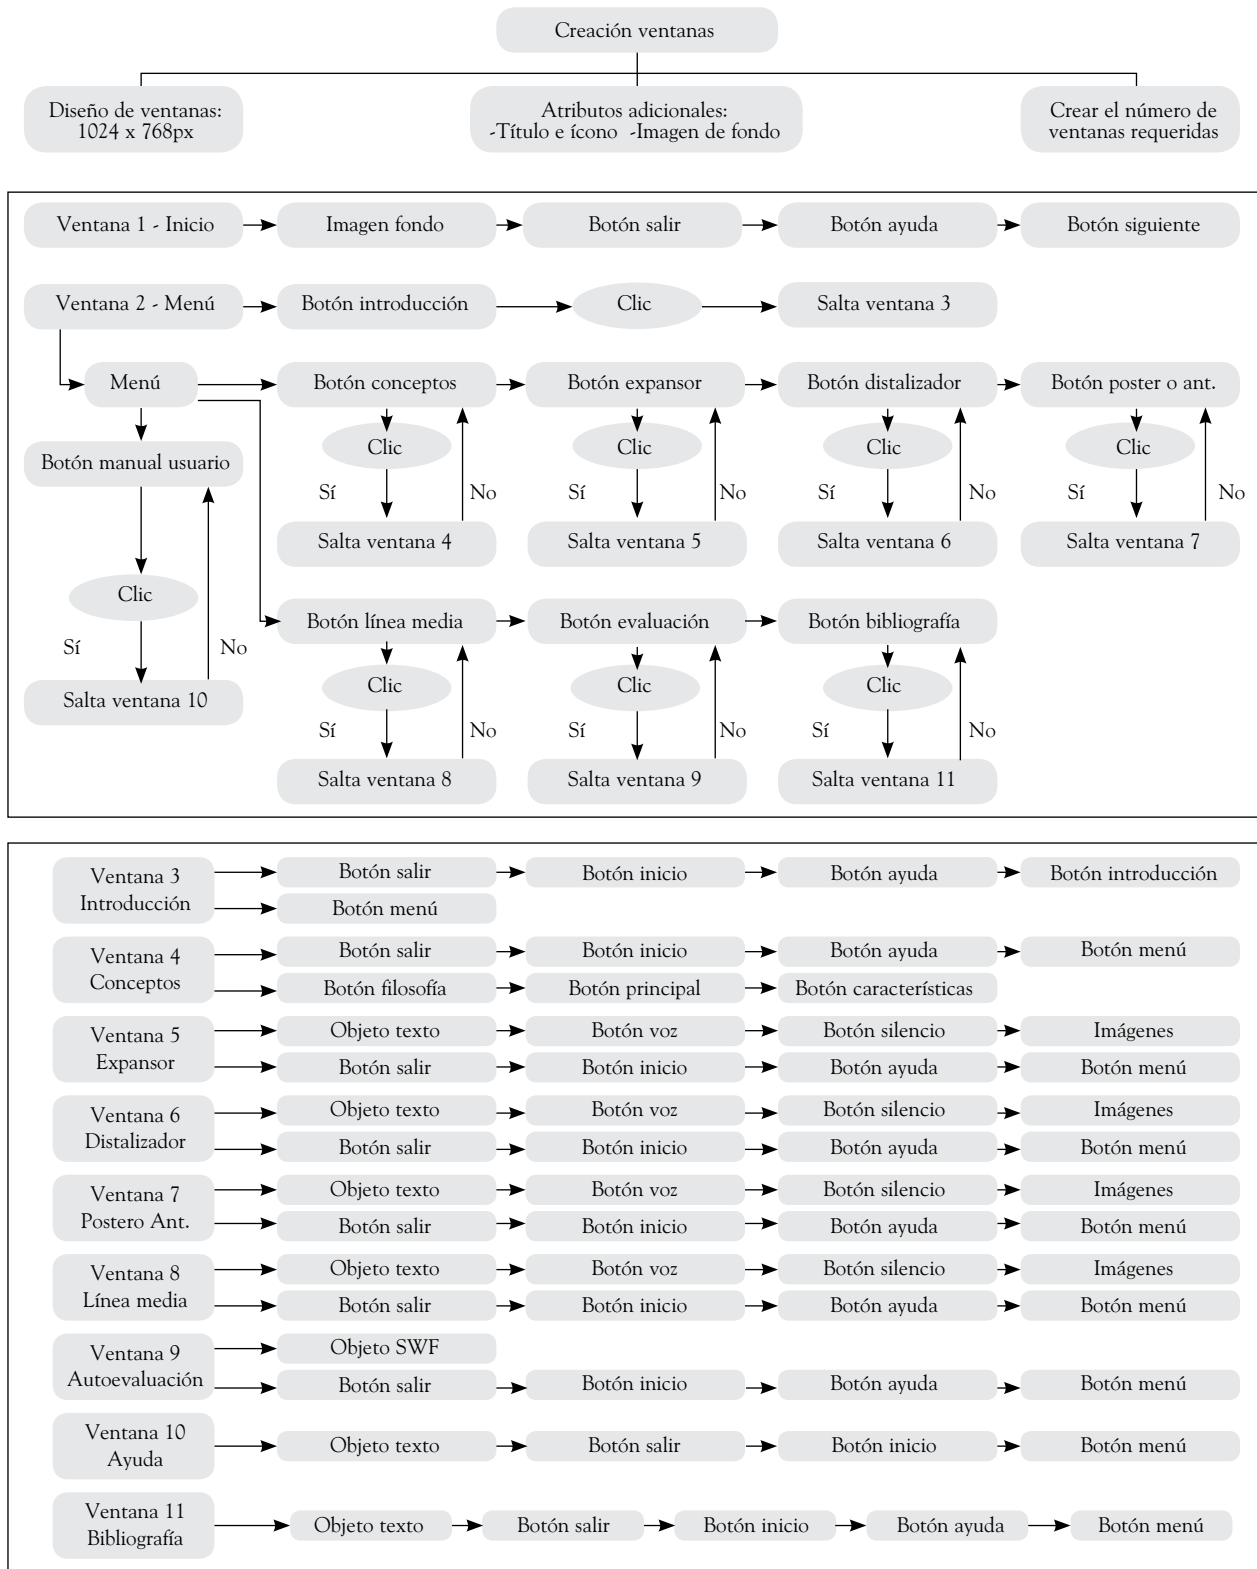 Creación ventanas
Diseño de ventanas:
1024 x 768px
Atributos adicionales:
-Título e ícono -Imagen de fondo
Crear el número de
ventanas requeridas
Ventana 1 - Inicio
Imagen fondo
Botón salir
Botón ayuda
Botón siguiente
Ventana 2 - Menú
Botón introducción
Clic
Salta ventana 3
Menú
Botón conceptos
Botón expansor
Botón distalizador
Botón poster o ant.
Clic
Clic
Clic
Clic
Botón manual usuario
Sí
No
Sí
No
Sí
No
Sí
No
Salta ventana 4
Salta ventana 5
Salta ventana 6
Salta ventana 7
Clic
Botón línea media
Botón evaluación
Botón bibliografía
Sí
No
Clic
Clic
Clic
Salta ventana 10
Sí
No
Sí
No
Sí
No
Salta ventana 8
Salta ventana 9
Salta ventana 11
Ventana 3
Introducción
Botón salir
Botón inicio
Botón ayuda
Botón introducción
Botón menú
Ventana 4
Conceptos
Botón salir
Botón inicio
Botón ayuda
Botón menú
Botón filosofía
Botón principal
Botón características
Ventana 5
Expansor
Objeto texto
Botón voz
Botón silencio
Imágenes
Botón salir
Botón inicio
Botón ayuda
Botón menú
Ventana 6
Distalizador
Objeto texto
Botón voz
Botón silencio
Imágenes
Botón salir
Botón inicio
Botón ayuda
Botón menú
Ventana 7
Postero Ant.
Objeto texto
Botón voz
Botón silencio
Imágenes
Botón salir
Botón inicio
Botón ayuda
Botón menú
Ventana 8
Línea media
Objeto texto
Botón voz
Botón silencio
Imágenes
Botón salir
Botón inicio
Botón ayuda
Botón menú
Ventana 9
Autoevaluación
Objeto SWF
Botón salir
Botón inicio
Botón ayuda
Botón menú
Ventana 10
Ayuda
Objeto texto
Botón salir
Botón inicio
Botón menú
Ventana 11
Bibliografía
Objeto texto
Botón salir
Botón inicio
Botón ayuda
Botón menú